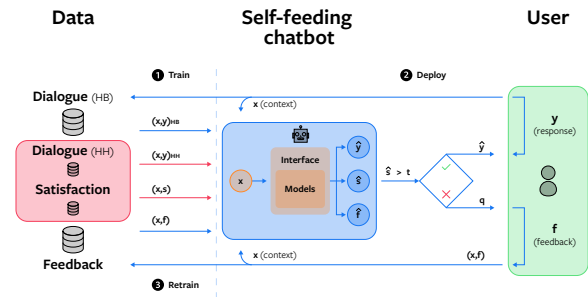 Data
Self-feeding
chatbot
User
1 Train
2 Deploy
Dialogue (HB)
x (context)
(x,y)HB
y
(response)
Dialogue (HH)
(x,y)HH
Interface
Models
x
ŷ
ŝ
f̂
ŝ > t
ŷ
q
Satisfaction
(x,s)
(x,f)
f
(feedback)
Feedback
x (context)
(x,f)
3 Retrain